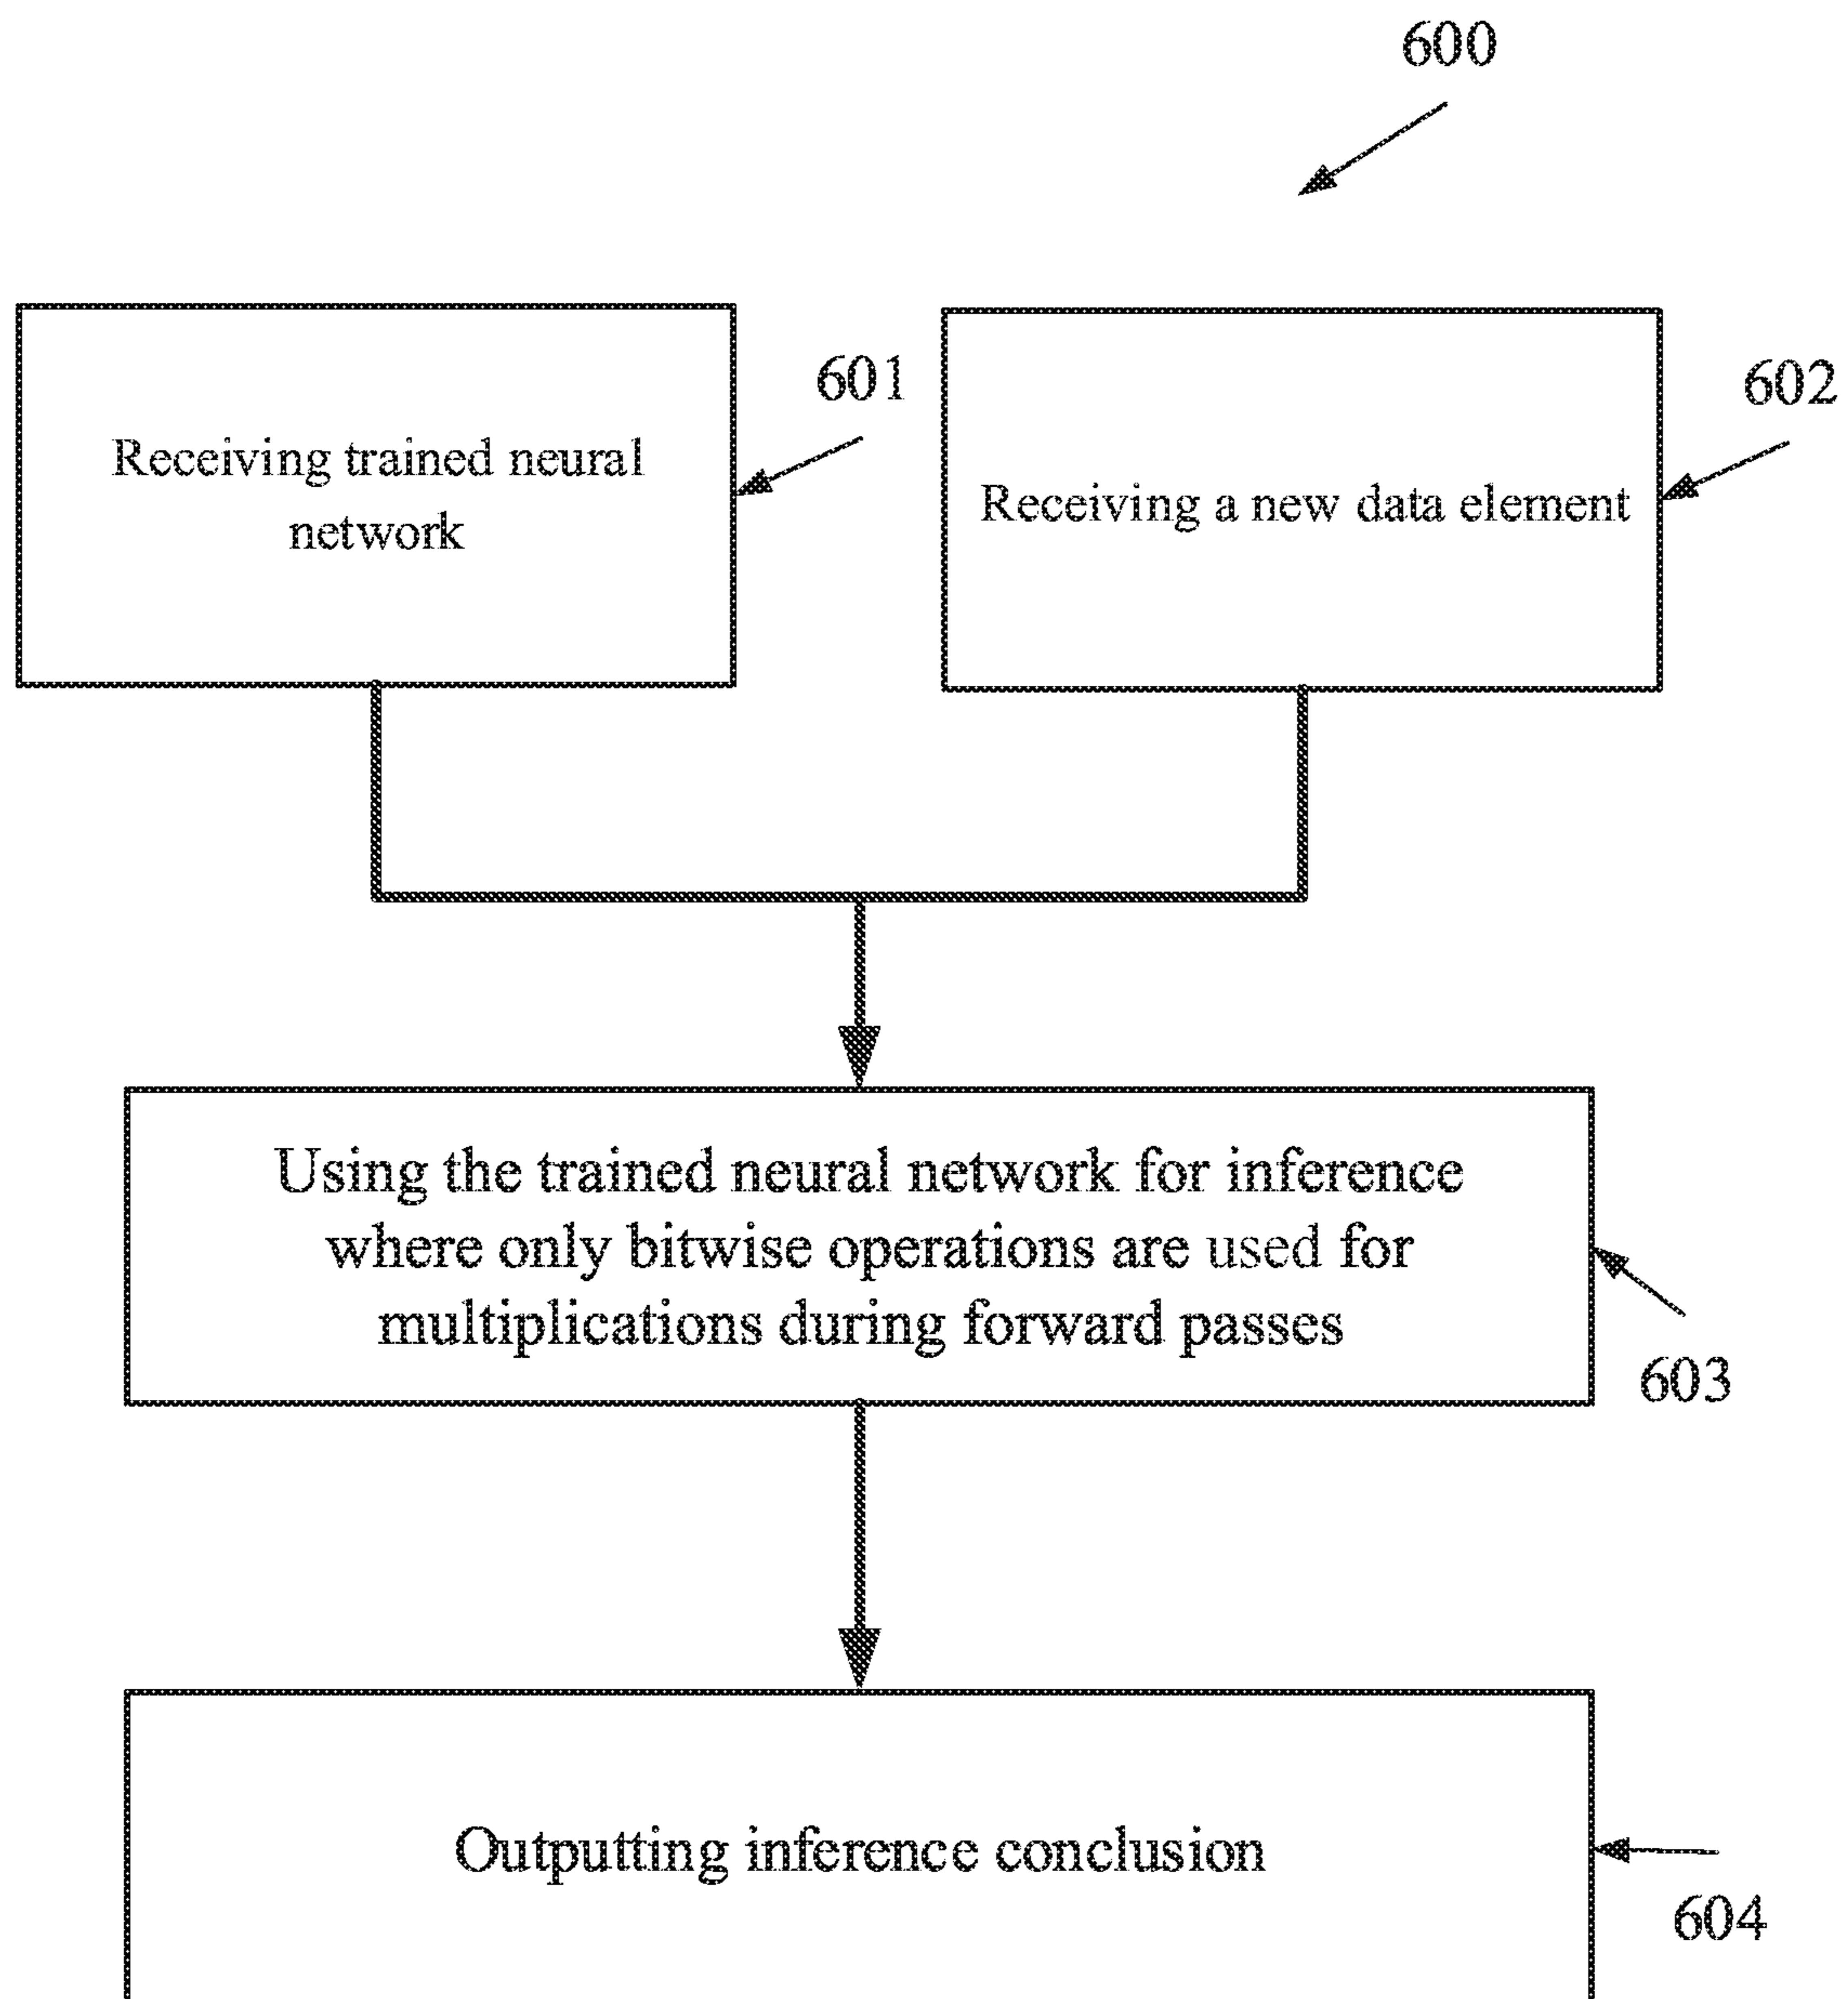 600
601
602
Receiving trained neural
network
Receiving a new data element
Using the trained neural network for inference
where only bitwise operations are used for
multiplications during forward passes
603
Outputting inference conclusion
604